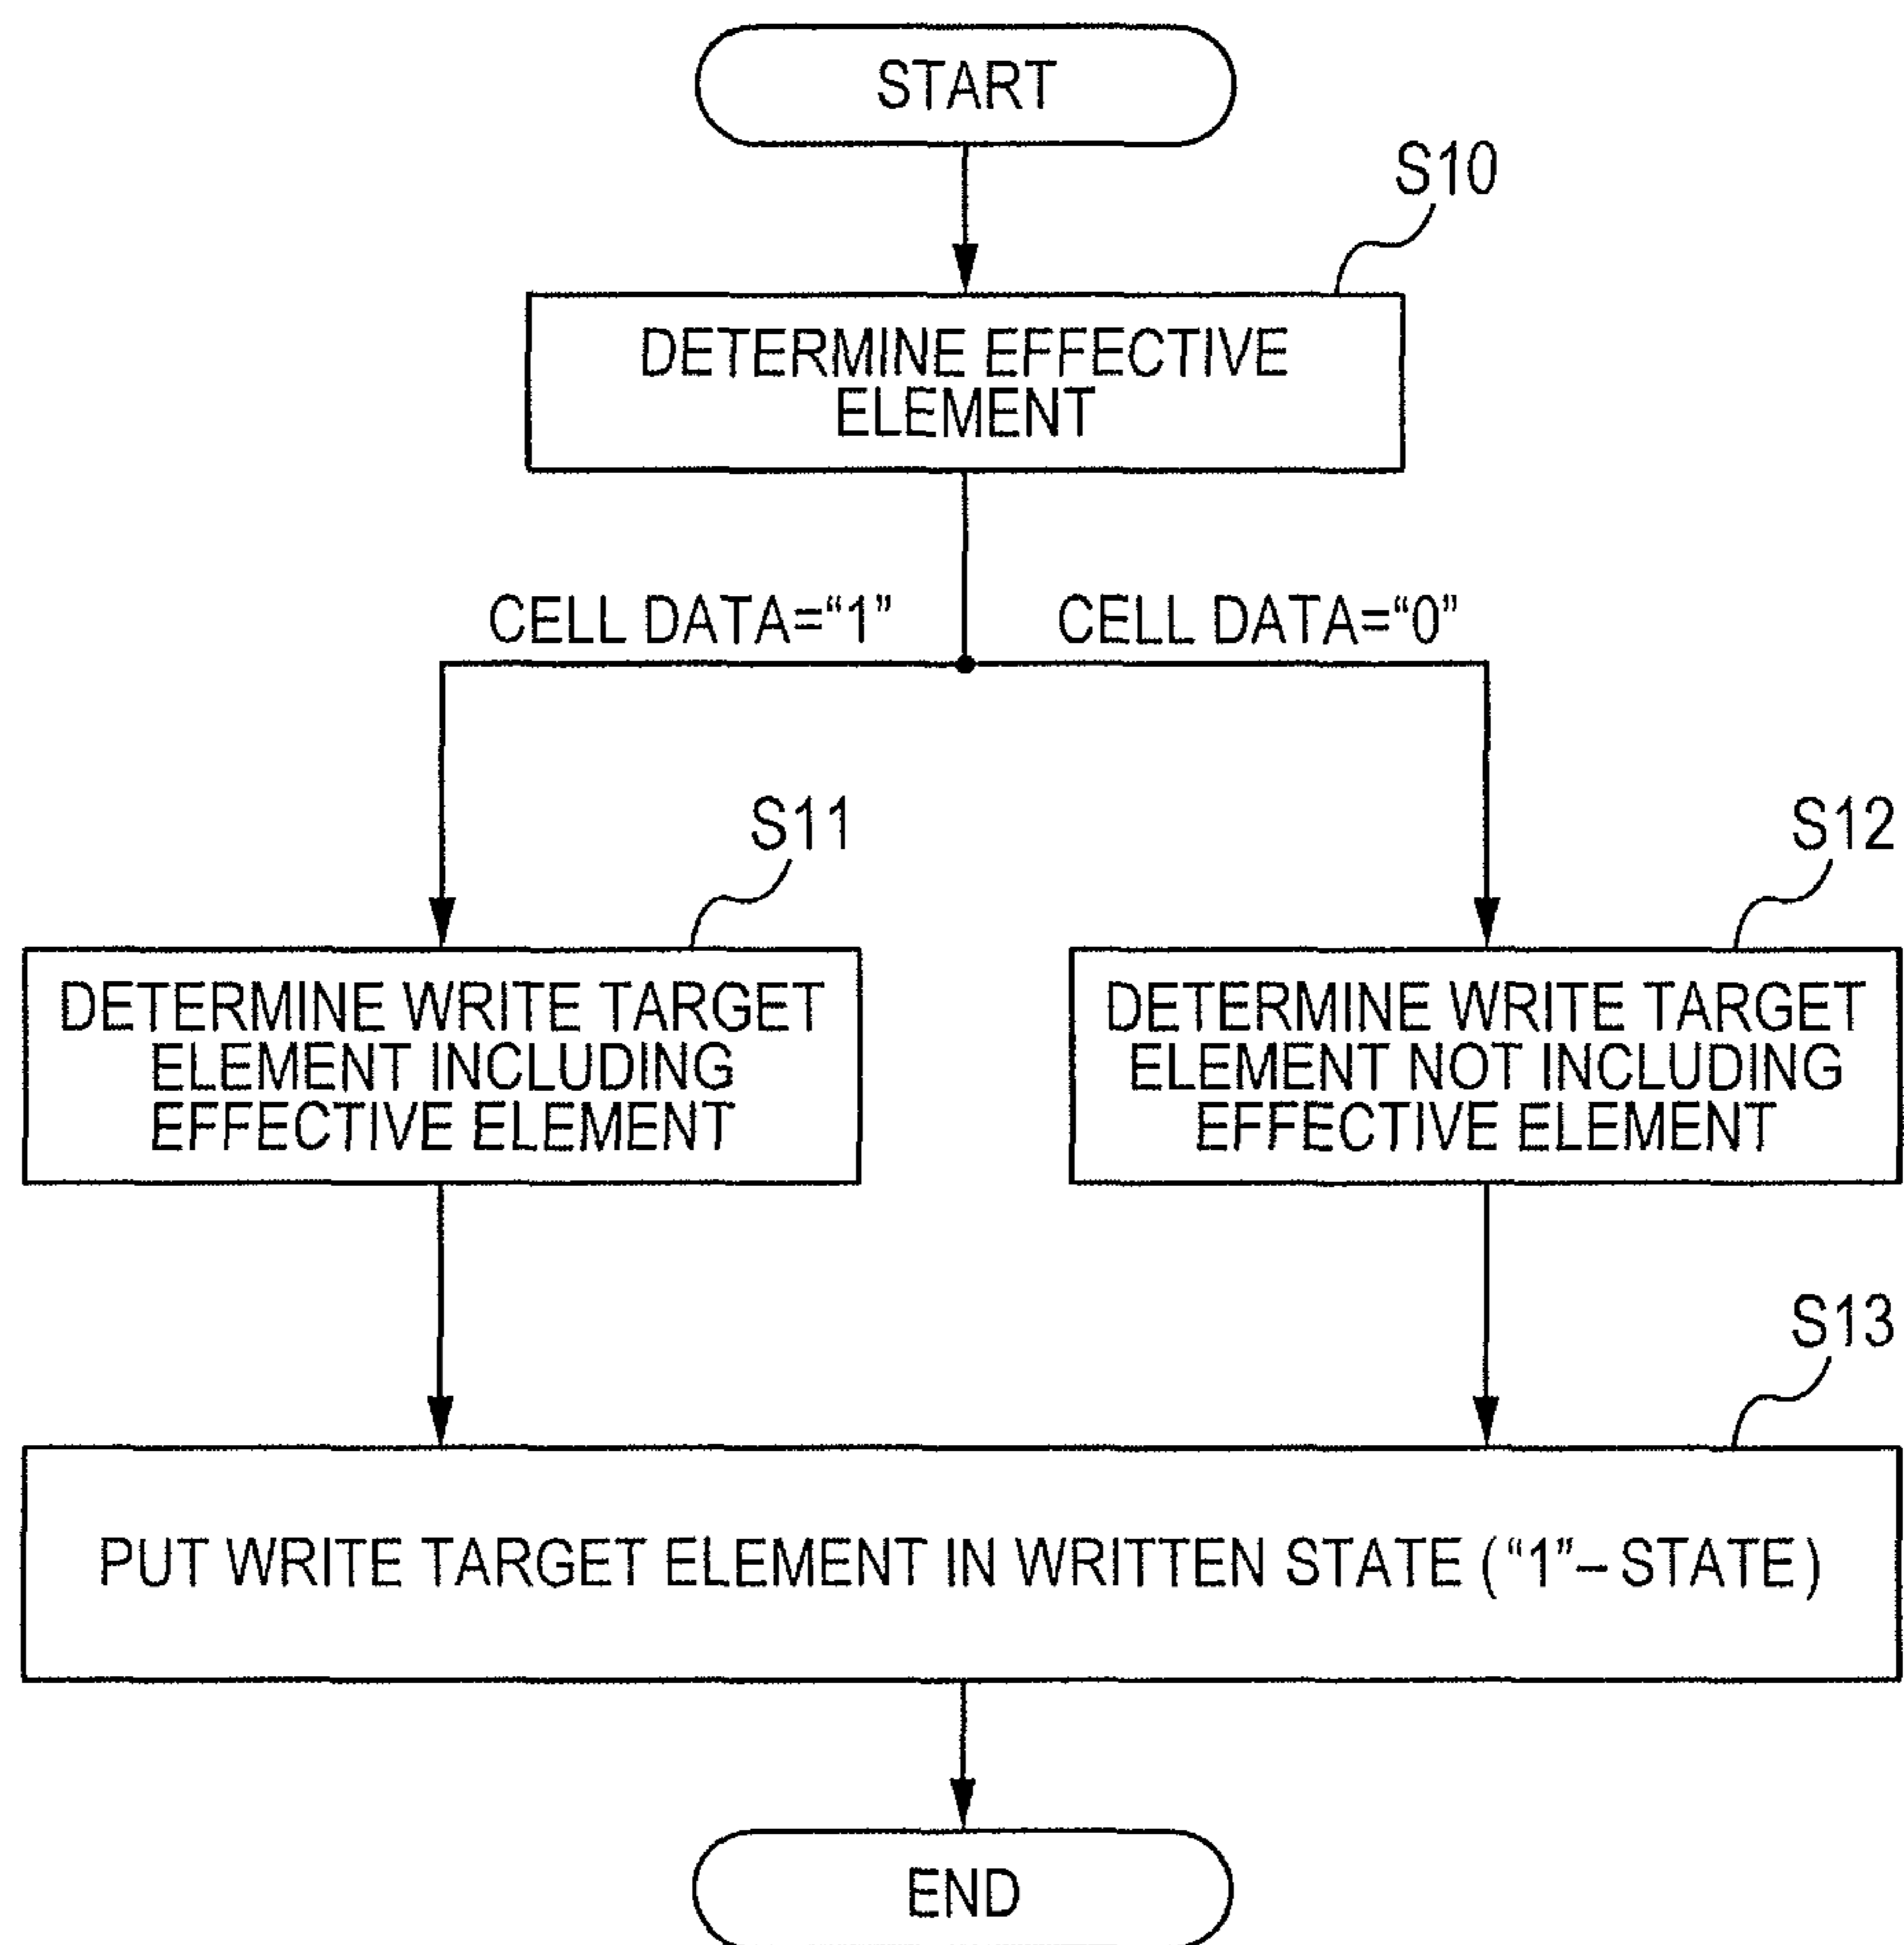 START
S10
DETERMINE EFFECTIVE
ELEMENT
CELL DATA=“1”
CELL DATA=“0”
S11
S12
DETERMINE WRITE TARGET
ELEMENT INCLUDING
EFFECTIVE ELEMENT
DETERMINE WRITE TARGET
ELEMENT NOT INCLUDING
EFFECTIVE ELEMENT
S13
PUT WRITE TARGET ELEMENT IN WRITTEN STATE (“1”–STATE)
END